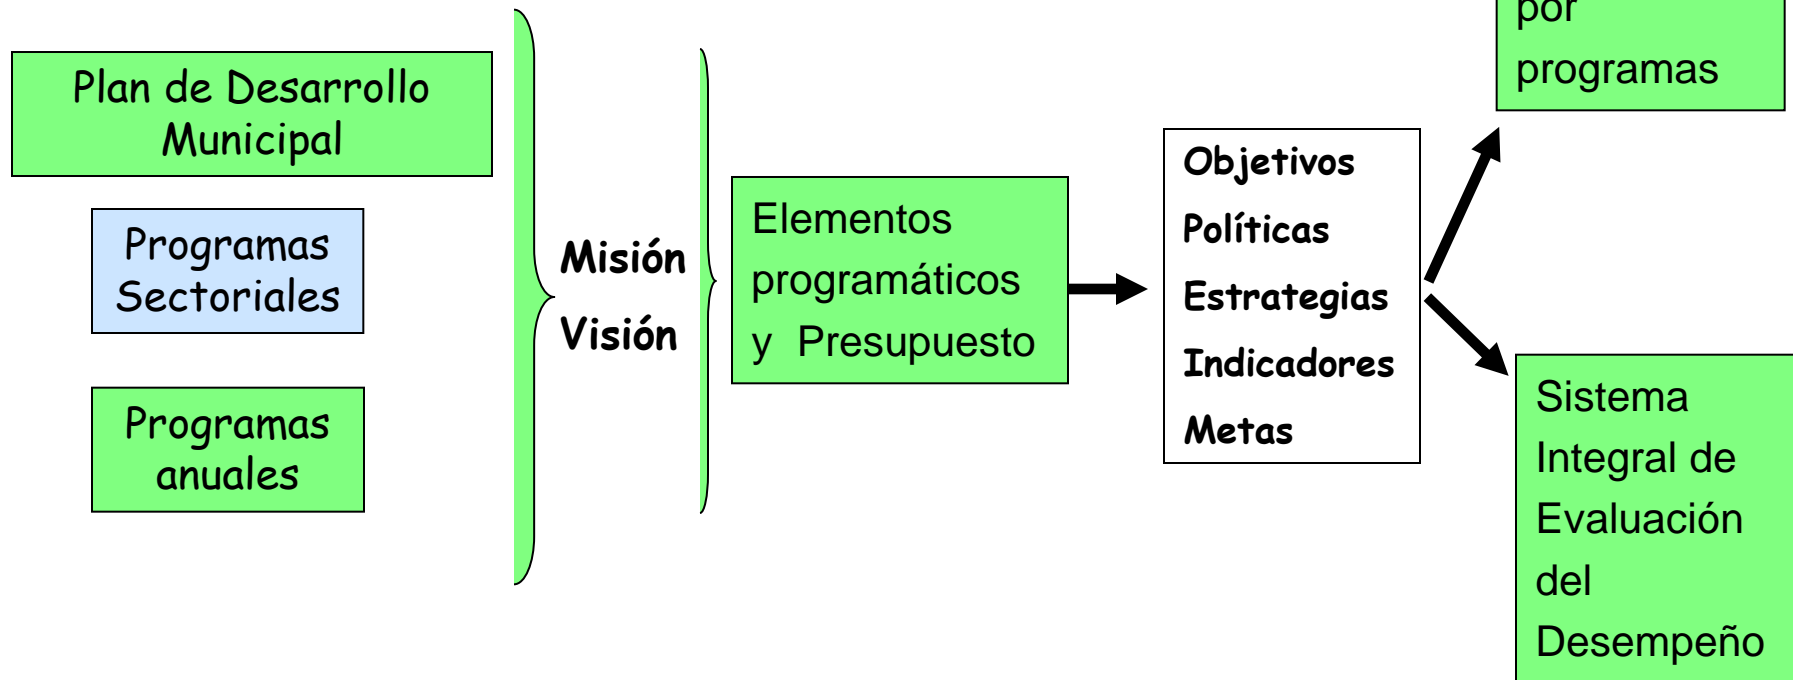 Plan de Desarrollo
Municipal
Programas
Sectoriales
Programas
anuales
Misión
Visión
Elementos
programáticos
y Presupuesto
Objetivos
Políticas
Estrategias
Indicadores
Metas
por
programas
Sistema
Integral de
Evaluación
del
Desempeño